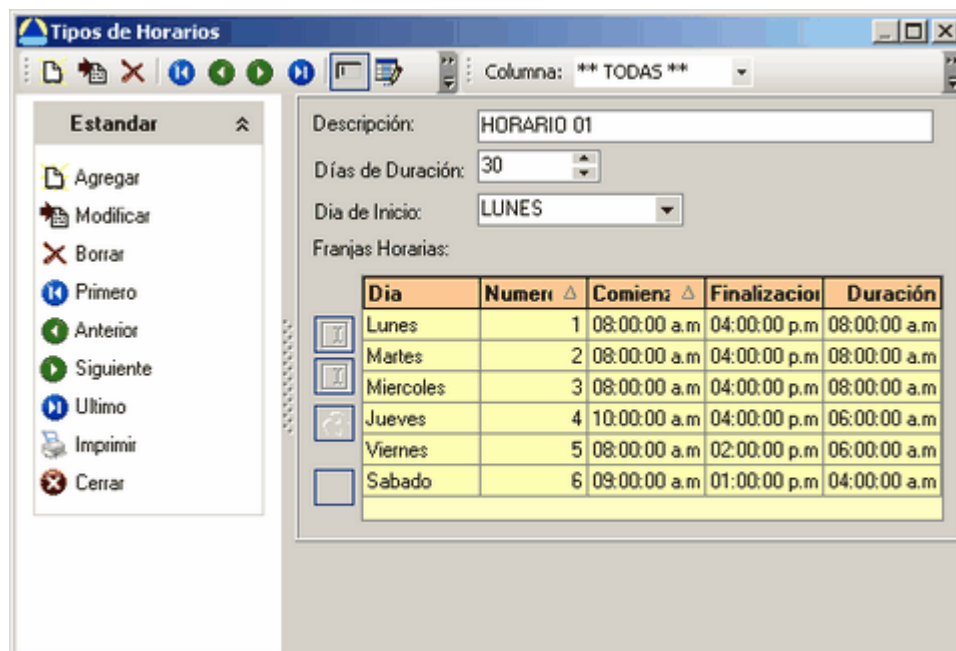 Tipos de Horarios
Columna: ** TODAS **
Estandar
Agregar
Modificar
Borrar
Primero
Anterior
Siguiente
Ultimo
Imprimir
Cerrar
Descripción: HORARIO 01
Días de Duración: 30
Dia de Inicio: LUNES
Franjas Horarias:
Dia Numer Comienz Finalizacion Duración
Lunes 1 08:00:00 a.m 04:00:00 p.m 08:00:00 a.m
Martes 2 08:00:00 a.m 04:00:00 p.m 08:00:00 a.m
Miercoles 3 08:00:00 a.m 04:00:00 p.m 08:00:00 a.m
Jueves 4 10:00:00 a.m 04:00:00 p.m 06:00:00 a.m
Viernes 5 08:00:00 a.m 02:00:00 p.m 06:00:00 a.m
Sabado 6 09:00:00 a.m 01:00:00 p.m 04:00:00 a.m